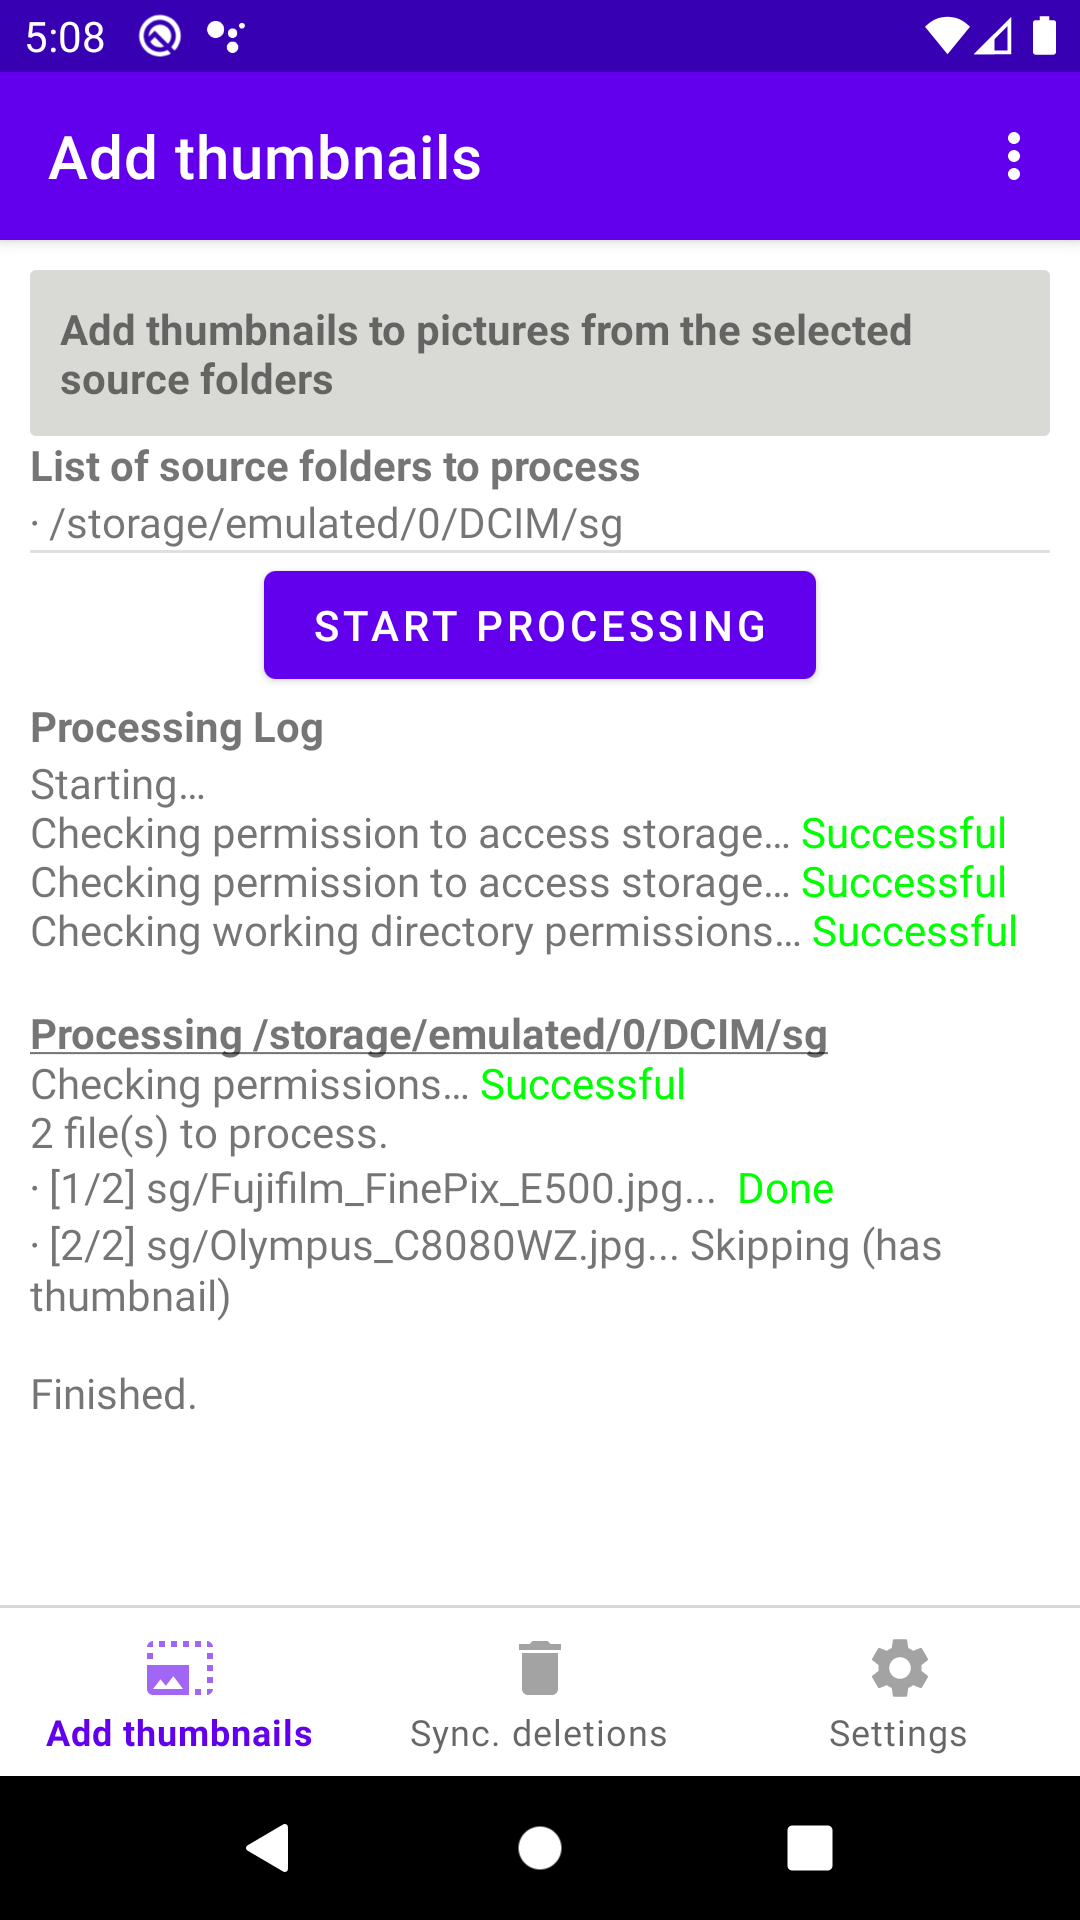 5:08
Add thumbnails
Add thumbnails to pictures from the selected
source folders
List of source folders to process
· /storage/emulated/0/DCIM/sg
START PROCESSING
Processing Log
Starting…
Checking permission to access storage… Successful
Checking permission to access storage… Successful
Checking working directory permissions… Successful
Processing /storage/emulated/0/DCIM/sg
Checking permissions… Successful
2 file(s) to process.
· [1/2] sg/Fujifilm_FinePix_E500.jpg... Done
· [2/2] sg/Olympus_C8080WZ.jpg... Skipping (has
thumbnail)
Finished.
Add thumbnails
Sync. deletions
Settings